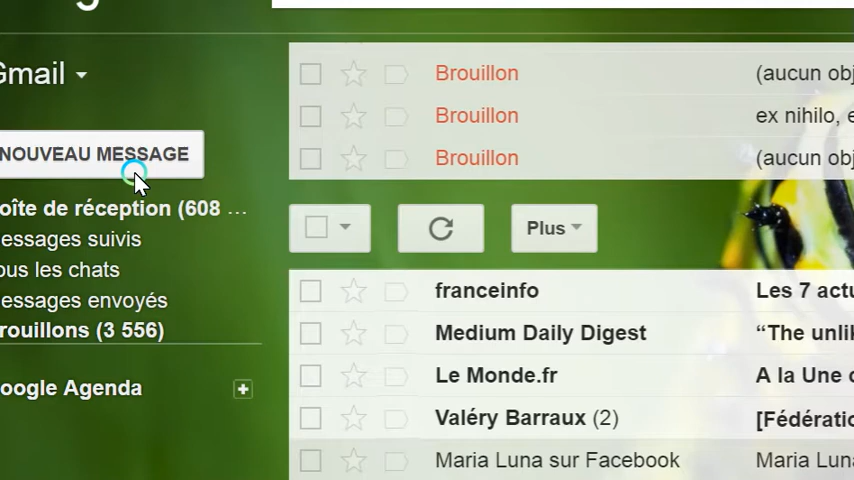 Gmail
NOUVEAU MESSAGE
oîte de réception (608 ...
essages suivis
ous les chats
essages envoyés
rouillons (3 556)
oogle Agenda
Brouillon (aucun obj
Brouillon ex nihilo, e
Brouillon (aucun obj
Plus
franceinfo Les 7 actu
Medium Daily Digest “The unlik
Le Monde.fr A la Une d
Valéry Barraux (2) [Fédératio
Maria Luna sur Facebook Maria Luna